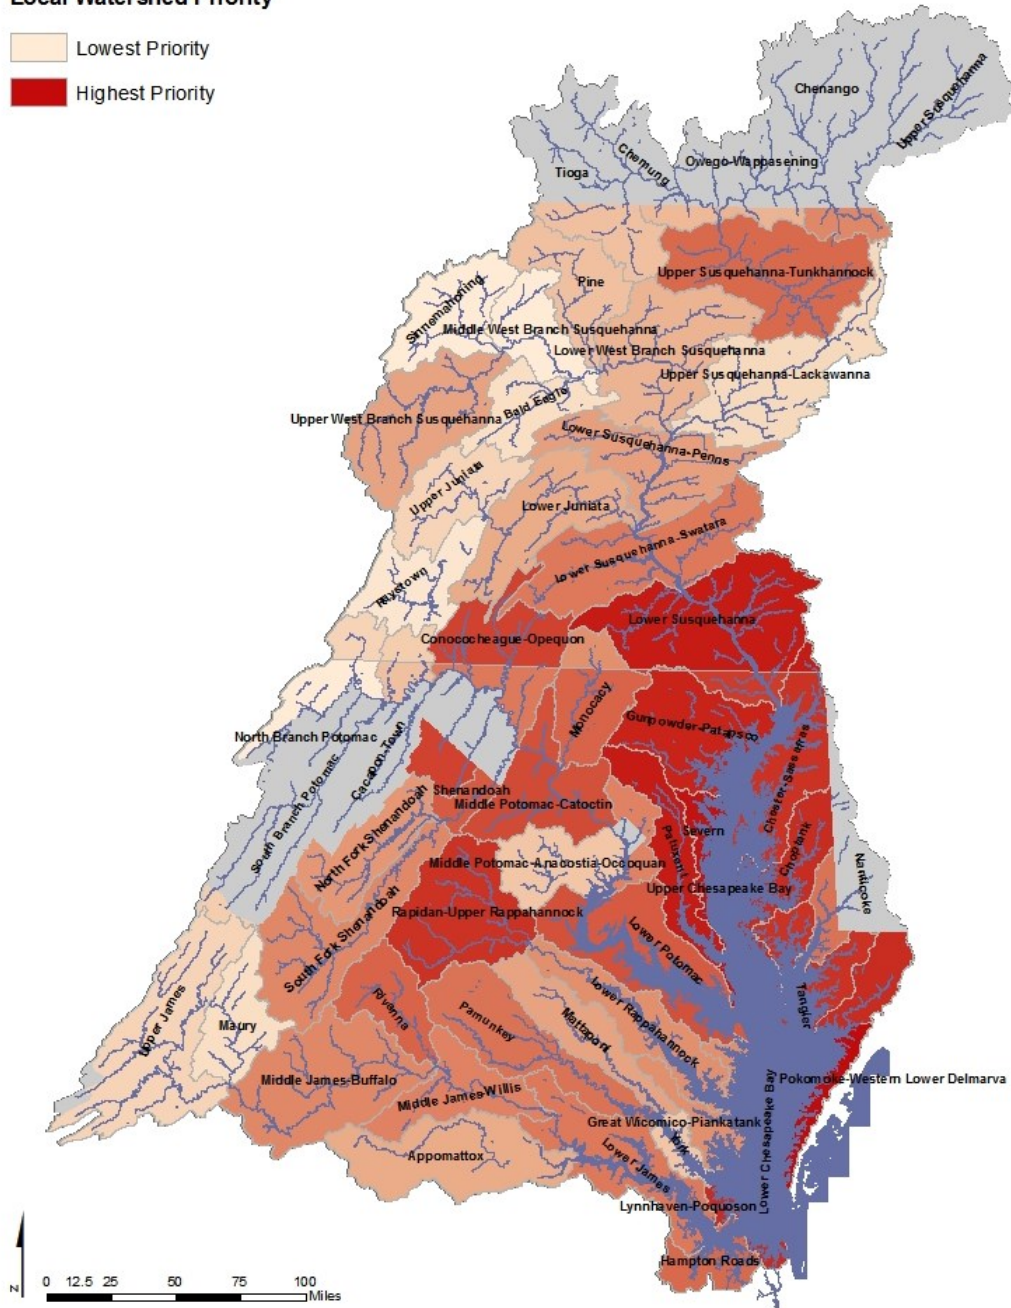 Local Watershed Priority
Lowest Priority
Highest Priority
Chenango
Upper Susquehanna
Owego-Wappasening
Chemung
Tioga
Upper Susquehanna-Tunkhannock
Pine
Sinnemahoning
Middle West Branch Susquehanna
Lower West Branch Susquehanna
Upper Susquehanna-Lackawanna
Bald Eagle
Upper West Branch Susquehanna
Lower Susquehanna-Penns
Upper Juniata
Lower Juniata
Lower Susquehanna-Swatara
Raystown
Lower Susquehanna
Conococheague-Opequon
Monocacy
Gunpowder-Patapsco
North Branch Potomac
Cacapon-Town
South Branch Potomac
Chester-Sassafras
Shenandoah
Middle Potomac-Catoctin
North Fork Shenandoah
Severn
Patuxent
Choptank
Middle Potomac-Anacostia-Occoquan
Nanticoke
Upper Chesapeake Bay
South Fork Shenandoah
Rapidan-Upper Rappahannock
Lower Potomac
Tangier
Upper James
Maury
Rivanna
Pamunkey
Mattaponi
Lower Rappahannock
Middle James-Buffalo
Middle James-Willis
Pokomoke-Western Lower Delmarva
Great Wicomico-Piankatank
York
Lower Chesapeake Bay
Appomattox
Lower James
Lynnhaven-Poquoson
Hampton Roads
N
0 12.5 25 50 75 100
Miles